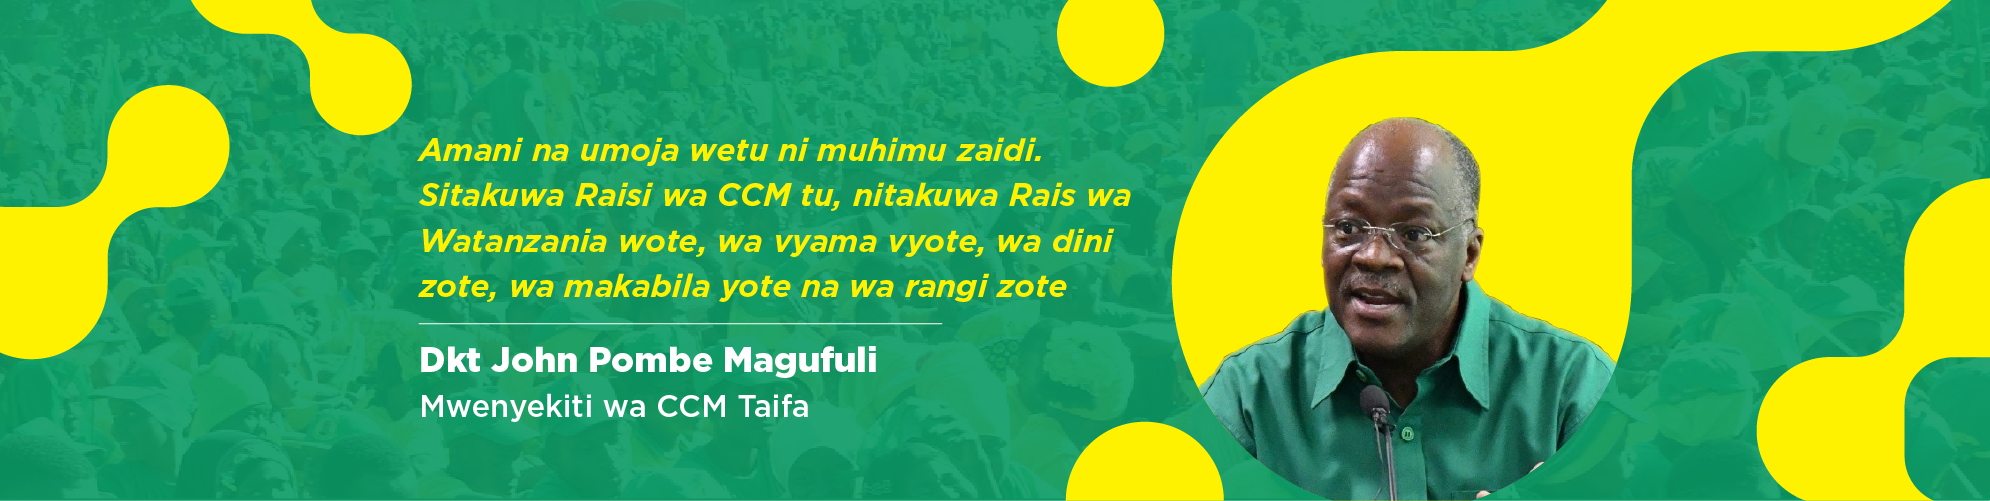 Amani na umoja wetu ni muhimu zaidi.
Sitakuwa Raisi wa CCM tu, nitakuwa Rais wa
Watanzania wote, wa vyama vyote, wa dini
zote, wa makabila yote na wa rangi zote
Dkt John Pombe Magufuli
Mwenyekiti wa CCM Taifa